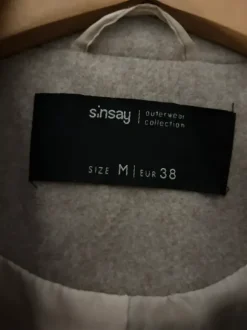 sinsay | outerwear
collection
SIZE M | EUR 38